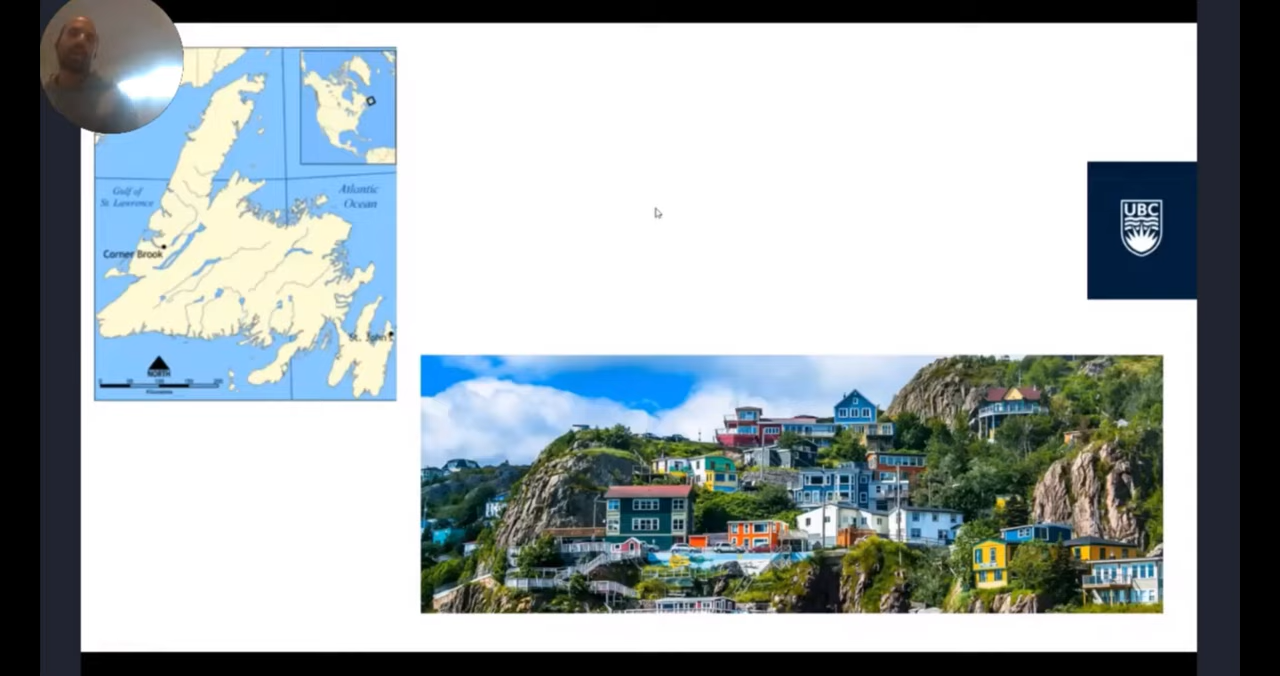 Gulf of
St Lawrence
Atlantic
Ocean
Corner Brook
St. John's
NORTH
UBC